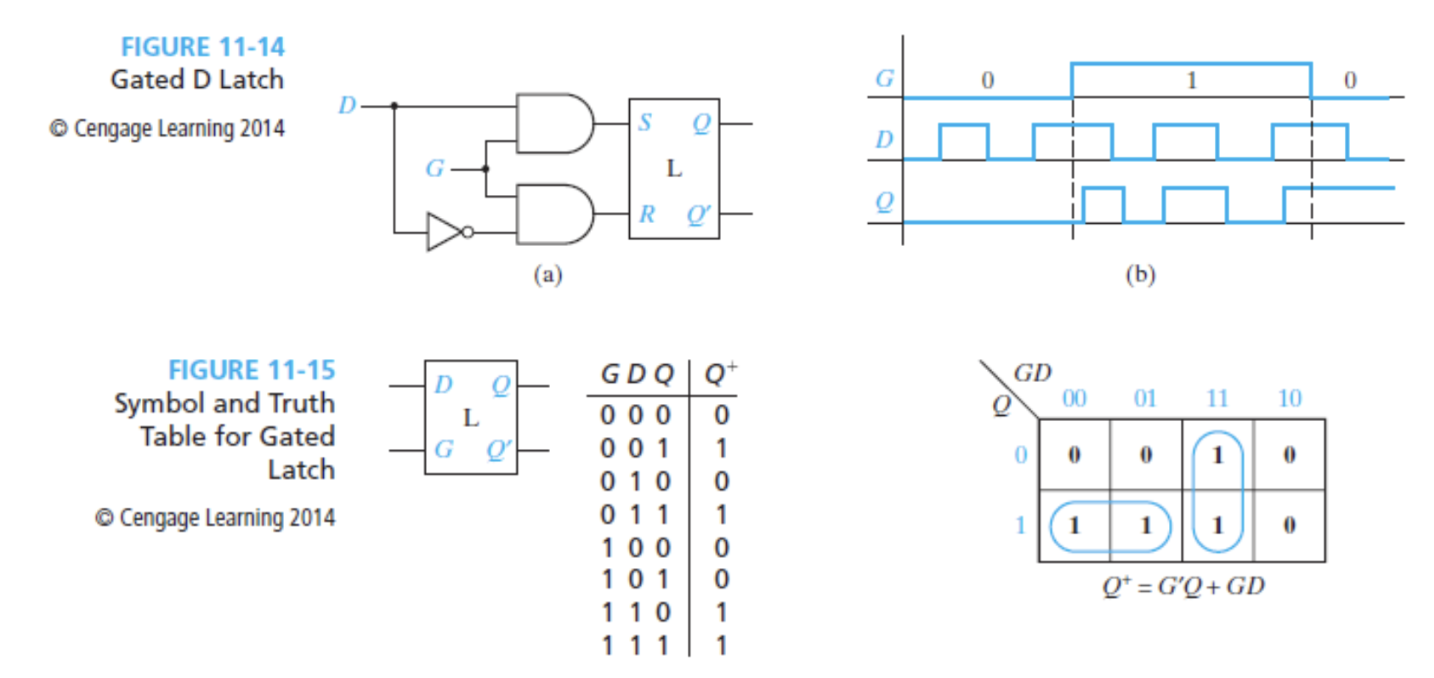 FIGURE 11-14
Gated D Latch
© Cengage Learning 2014
D
G
S Q
L
R Q′
(a)
G 0 1 0
D
Q
(b)
FIGURE 11-15
Symbol and Truth
Table for Gated
Latch
© Cengage Learning 2014
D Q
L
G Q′
G D Q Q⁺
0 0 0 0
0 0 1 1
0 1 0 0
0 1 1 1
1 0 0 0
1 0 1 0
1 1 0 1
1 1 1 1
GD
Q 00 01 11 10
0 0 0 1 0
1 1 1 1 0
Q⁺ = G′Q + GD